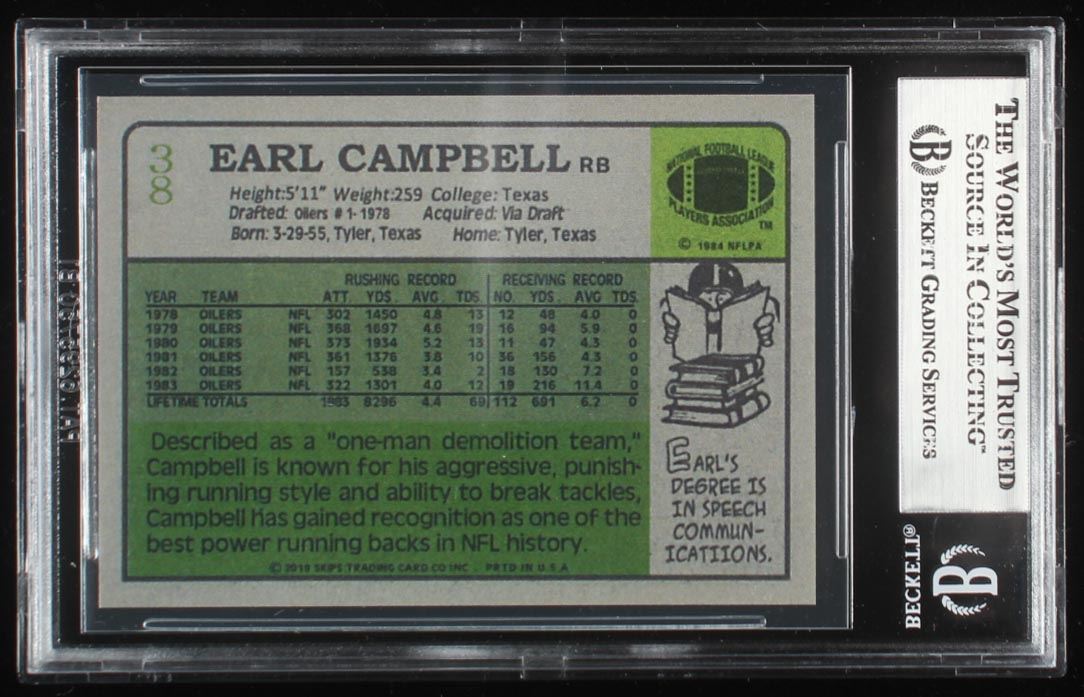 38
EARL CAMPBELL RB
Height:5'11" Weight:259 College: Texas
Drafted: Oilers #1-1978 Acquired: Via Draft
Born: 3-29-55, Tyler, Texas Home: Tyler, Texas
NATIONAL FOOTBALL LEAGUE
PLAYERS ASSOCIATION
TM
© 1984 NFLPA
RUSHING RECORD RECEIVING RECORD
YEAR TEAM ATT. YDS. AVG. TDS. NO. YDS. AVG TDS.
1978 OILERS NFL 302 1450 4.8 13 12 48 4.0 0
1979 OILERS NFL 368 1697 4.6 19 16 94 5.9 0
1980 OILERS NFL 373 1934 5.2 13 11 47 4.3 0
1981 OILERS NFL 361 1376 3.8 10 36 156 4.3 0
1982 OILERS NFL 157 538 3.4 2 18 130 7.2 0
1983 OILERS NFL 322 1301 4.0 12 19 216 11.4 0
LIFETIME TOTALS 1883 8296 4.4 69 112 691 6.2 0
Described as a "one-man demolition team,"
Campbell is known for his aggressive, punish-
ing running style and ability to break tackles,
Campbell has gained recognition as one of the
best power running backs in NFL history.
EARL'S
DEGREE IS
IN SPEECH
COMMUN-
ICATIIONS.
PRTD IN U.S.A
THE WORLD'S MOST TRUSTED
SOURCE IN COLLECTING™
B BECKETT GRADING SERVICES
BECKETT®
B